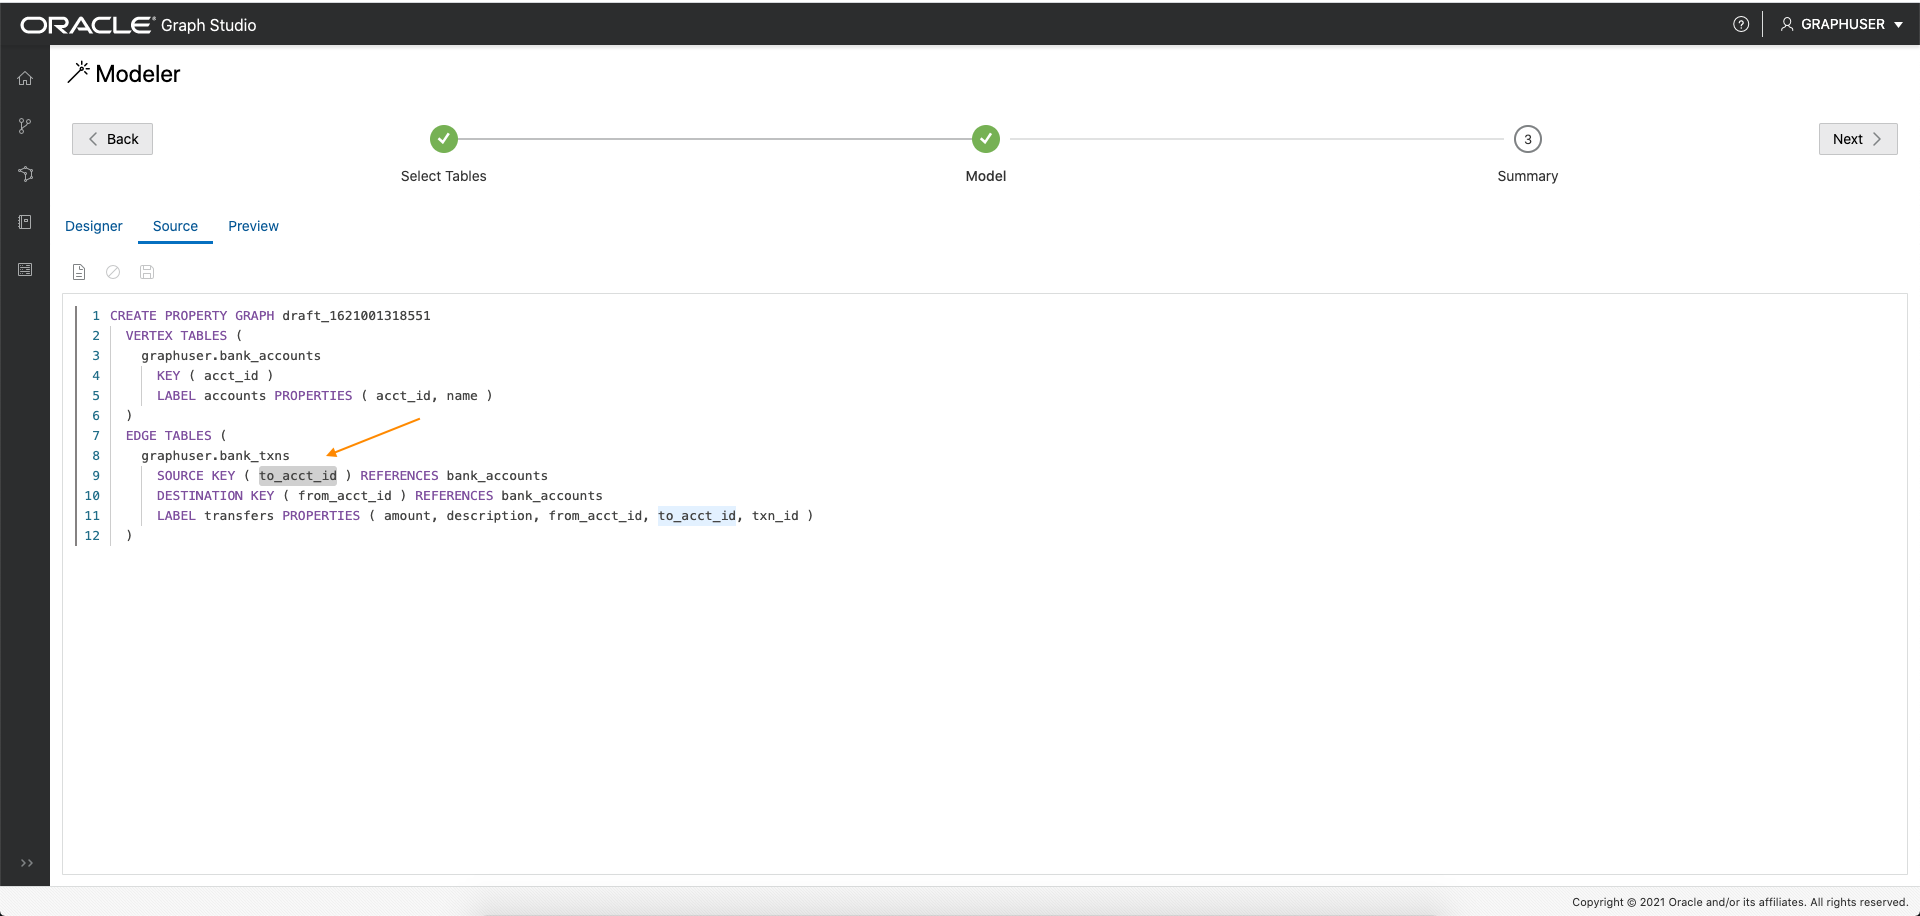 ORACLE® Graph Studio
GRAPHUSER
Modeler
Back
3
Next
Select Tables
Model
Summary
Designer
Source
Preview
1 CREATE PROPERTY GRAPH draft_1621001318551
2 VERTEX TABLES (
3 graphuser.bank_accounts
4 KEY ( acct_id )
5 LABEL accounts PROPERTIES ( acct_id, name )
6 )
7 EDGE TABLES (
8 graphuser.bank_txns
9 SOURCE KEY ( to_acct_id ) REFERENCES bank_accounts
10 DESTINATION KEY ( from_acct_id ) REFERENCES bank_accounts
11 LABEL transfers PROPERTIES ( amount, description, from_acct_id, to_acct_id, txn_id )
12 )
Copyright © 2021 Oracle and/or its affiliates. All rights reserved.